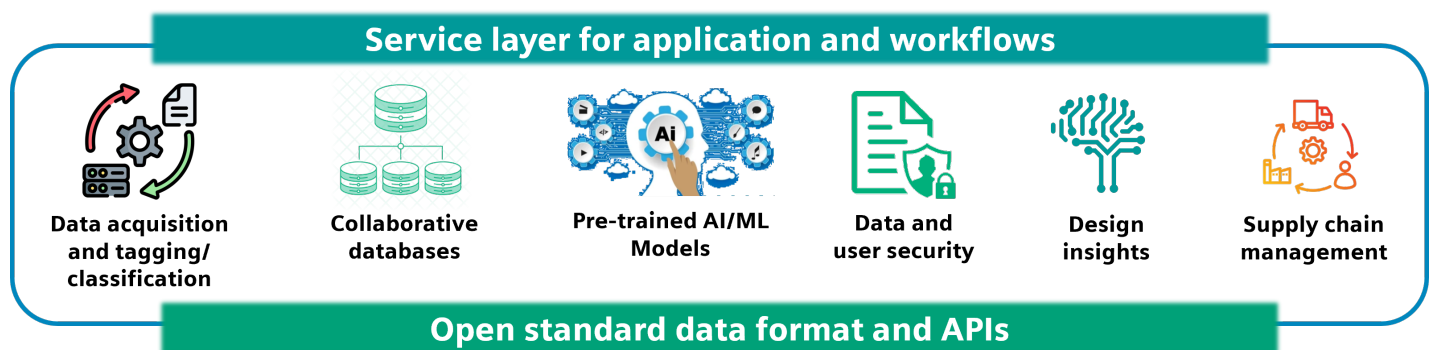 Service layer for application and workflows
Ai
Data acquisition
and tagging/
classification
Collaborative
databases
Pre-trained AI/ML
Models
Data and
user security
Design
insights
Supply chain
management
Open standard data format and APIs